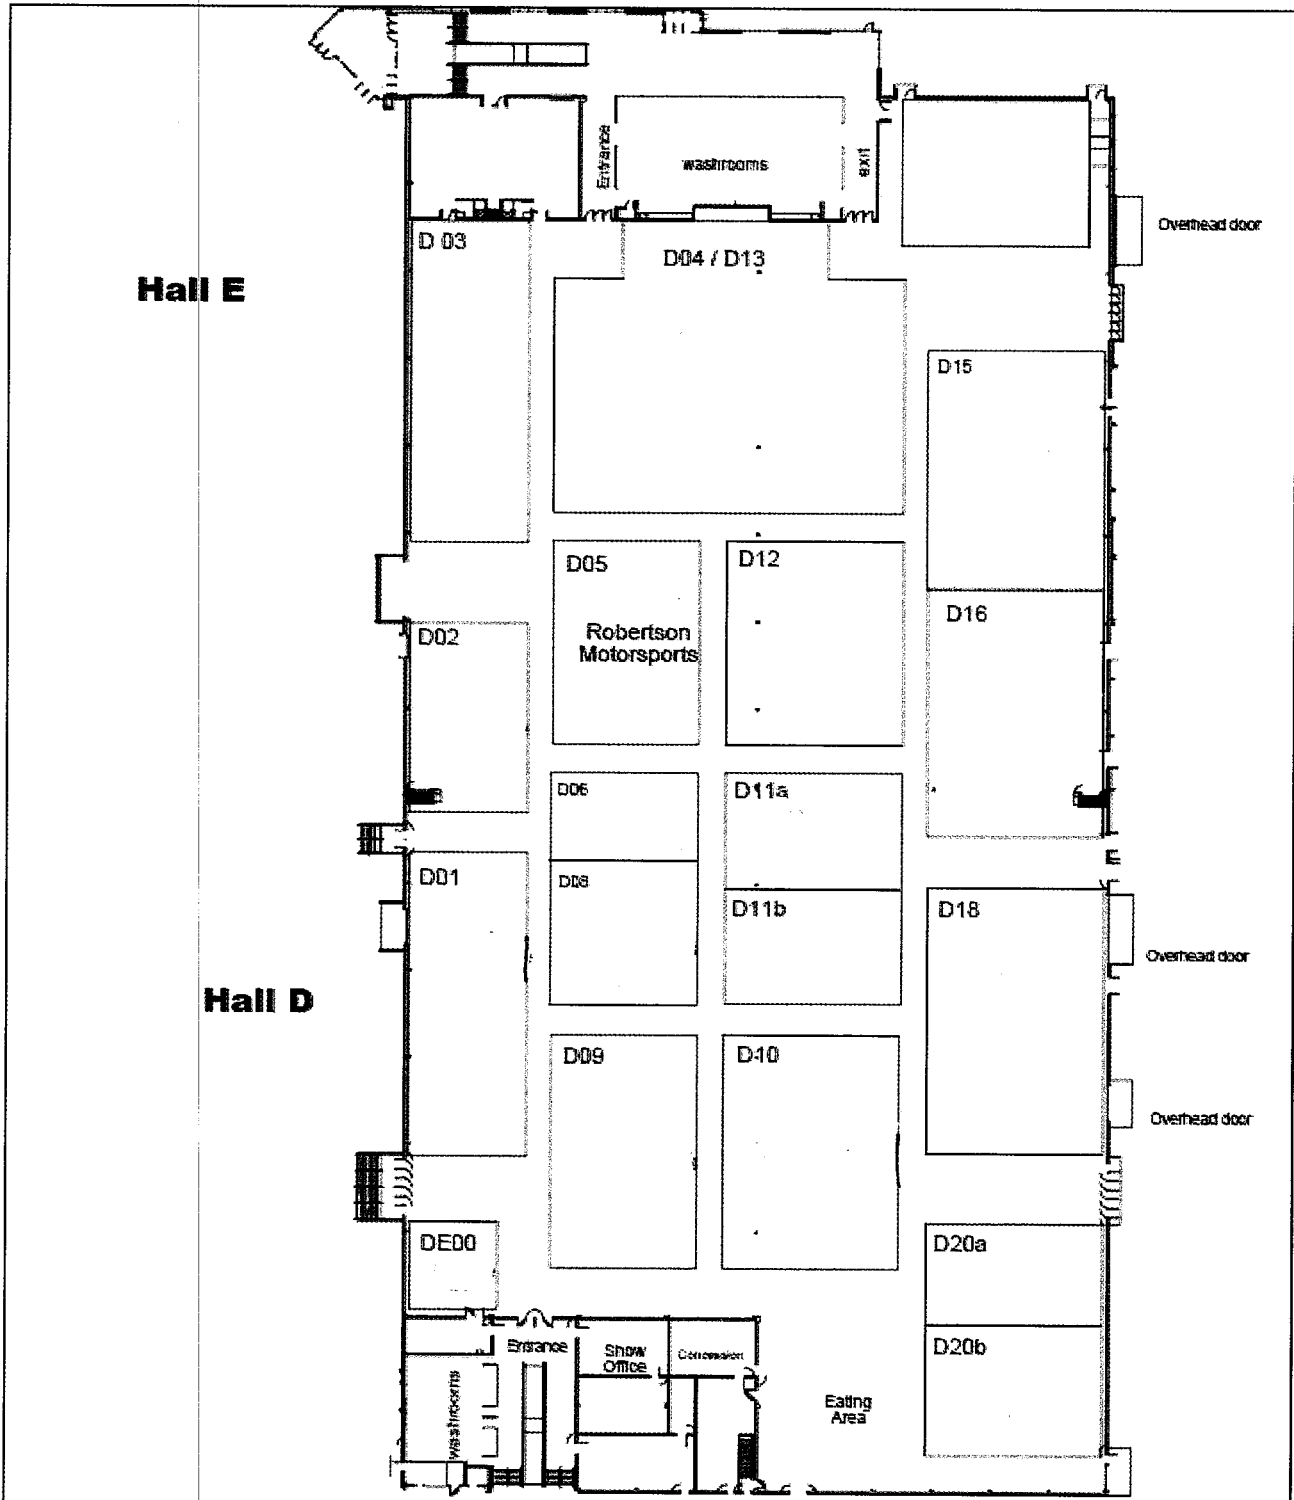 Entrance
washrooms
exit
Overhead door
D 03
D04 / D13
Hall E
D15
D05
D12
Robertson
Motorsports
D16
D02
D06
D11a
D01
D08
D11b
D18
Overhead door
Hall D
D09
D10
Overhead door
DE00
D20a
Entrance
Show
Office
Concession
D20b
washrooms
Eating
Area